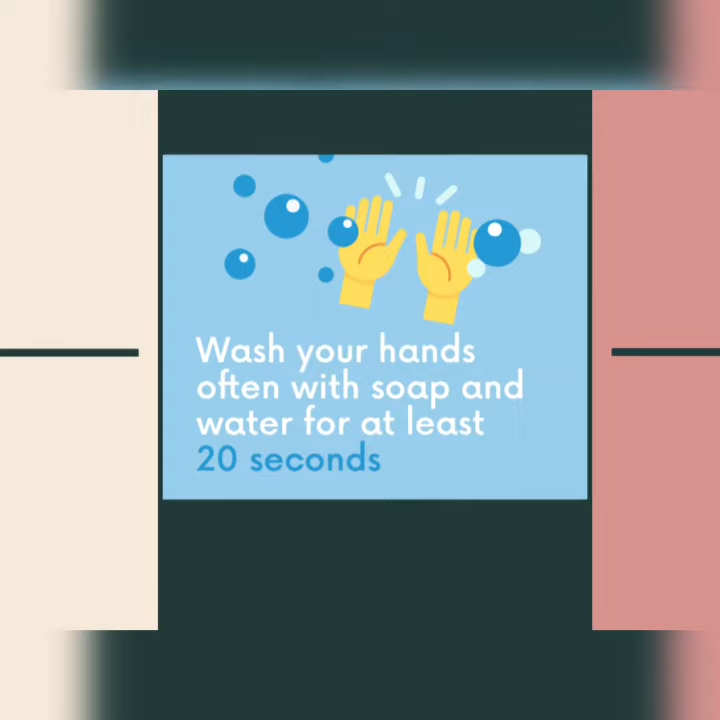 Wash your hands
often with soap and
water for at least
20 seconds